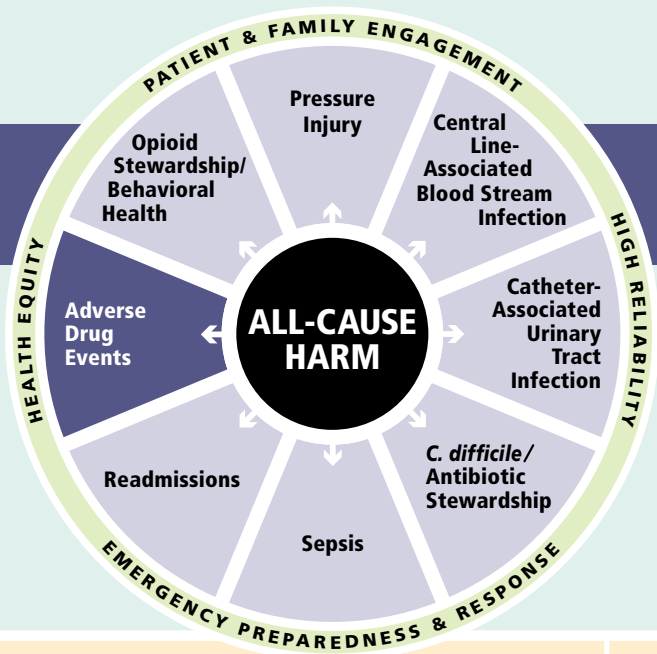 PATIENT & FAMILY ENGAGEMENT
HIGH RELIABILITY
EMERGENCY PREPAREDNESS & RESPONSE
HEALTH EQUITY
Pressure
Injury
Central
Line-
Associated
Blood Stream
Infection
Catheter-
Associated
Urinary
Tract
Infection
C. difficile/
Antibiotic
Stewardship
Sepsis
Readmissions
Adverse
Drug
Events
Opioid
Stewardship/
Behavioral
Health
ALL-CAUSE
HARM